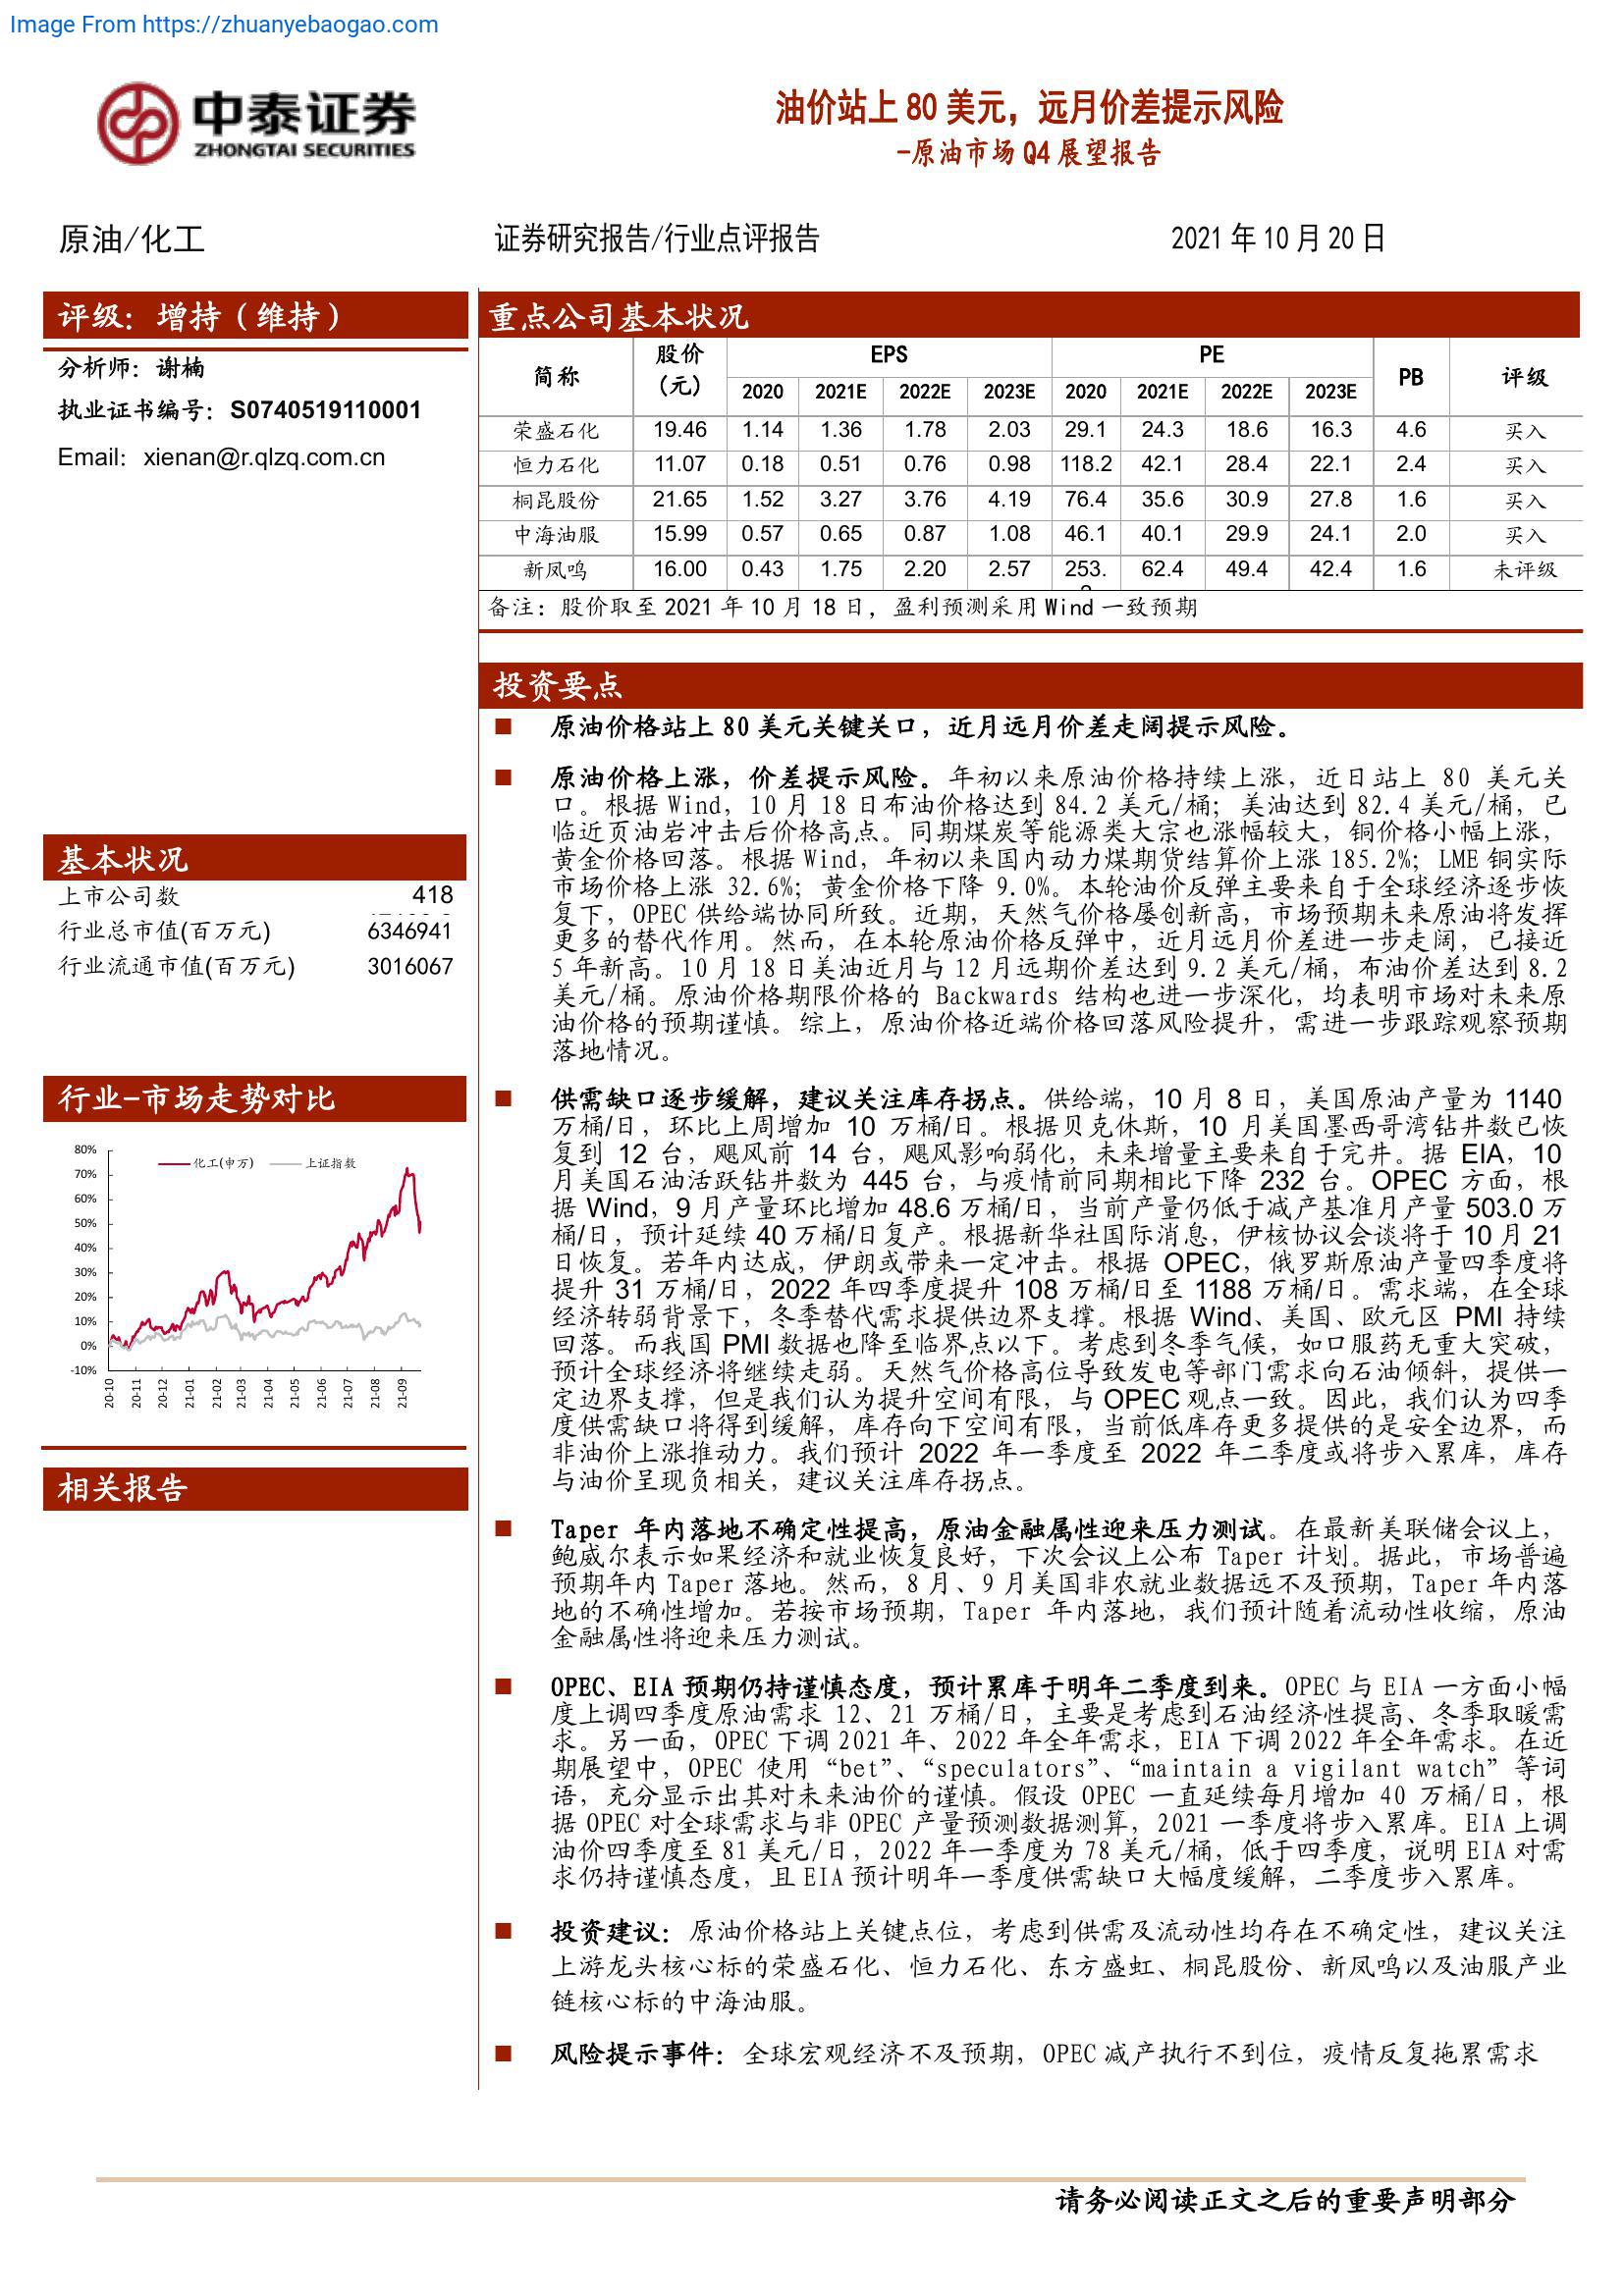 Image From https://zhuanyebaogao.com
中泰证券
ZHONGTAI SECURITIES
油价站上 80 美元，远月价差提示风险
-原油市场 Q4 展望报告
原油/化工
证券研究报告/行业点评报告
2021 年 10 月 20 日
评级：增持（维持）
分析师：谢楠
执业证书编号：S0740519110001
Email：xienan@r.qlzq.com.cn
基本状况
上市公司数 418
行业总市值(百万元) 6346941
行业流通市值(百万元) 3016067
行业-市场走势对比
化工(申万) 上证指数
80%
70%
60%
50%
40%
30%
20%
10%
0%
-10%
20-10 20-11 20-12 21-01 21-02 21-03 21-04 21-05 21-06 21-07 21-08 21-09
相关报告
重点公司基本状况
简称 股价(元) EPS PE PB 评级
2020 2021E 2022E 2023E 2020 2021E 2022E 2023E
荣盛石化 19.46 1.14 1.36 1.78 2.03 29.1 24.3 18.6 16.3 4.6 买入
恒力石化 11.07 0.18 0.51 0.76 0.98 118.2 42.1 28.4 22.1 2.4 买入
桐昆股份 21.65 1.52 3.27 3.76 4.19 76.4 35.6 30.9 27.8 1.6 买入
中海油服 15.99 0.57 0.65 0.87 1.08 46.1 40.1 29.9 24.1 2.0 买入
新凤鸣 16.00 0.43 1.75 2.20 2.57 253. 62.4 49.4 42.4 1.6 未评级
备注：股价取至 2021 年 10 月 18 日，盈利预测采用 Wind 一致预期
投资要点
■ 原油价格站上 80 美元关键关口，近月远月价差走阔提示风险。
■ 原油价格上涨，价差提示风险。年初以来原油价格持续上涨，近日站上 80 美元关
口。根据 Wind，10 月 18 日布油价格达到 84.2 美元/桶；美油达到 82.4 美元/桶，已
临近页油岩冲击后价格高点。同期煤炭等能源类大宗也涨幅较大，铜价格小幅上涨，
黄金价格回落。根据 Wind，年初以来国内动力煤期货结算价上涨 185.2%；LME 铜实际
市场价格上涨 32.6%；黄金价格下降 9.0%。本轮油价反弹主要来自于全球经济逐步恢
复下，OPEC 供给端协同所致。近期，天然气价格屡创新高，市场预期未来原油将发挥
更多的替代作用。然而，在本轮原油价格反弹中，近月远月价差进一步走阔，已接近
5 年新高。10 月 18 日美油近月与 12 月远期价差达到 9.2 美元/桶，布油价差达到 8.2
美元/桶。原油价格期限价格的 Backwards 结构也进一步深化，均表明市场对未来原
油价格的预期谨慎。综上，原油价格近端价格回落风险提升，需进一步跟踪观察预期
落地情况。
■ 供需缺口逐步缓解，建议关注库存拐点。供给端，10 月 8 日，美国原油产量为 1140
万桶/日，环比上周增加 10 万桶/日。根据贝克休斯，10 月美国墨西哥湾钻井数已恢
复到 12 台，飓风前 14 台，飓风影响弱化，未来增量主要来自于完井。据 EIA，10
月美国石油活跃钻井数为 445 台，与疫情前同期相比下降 232 台。OPEC 方面，根
据 Wind，9 月产量环比增加 48.6 万桶/日，当前产量仍低于减产基准月产量 503.0 万
桶/日，预计延续 40 万桶/日复产。根据新华社国际消息，伊核协议会谈将于 10 月 21
日恢复。若年内达成，伊朗或带来一定冲击。根据 OPEC，俄罗斯原油产量四季度将
提升 31 万桶/日，2022 年四季度提升 108 万桶/日至 1188 万桶/日。需求端，在全球
经济转弱背景下，冬季替代需求提供边界支撑。根据 Wind、美国、欧元区 PMI 持续
回落。而我国 PMI 数据也降至临界点以下。考虑到冬季气候，如口服药无重大突破，
预计全球经济将继续走弱。天然气价格高位导致发电等部门需求向石油倾斜，提供一
定边界支撑，但是我们认为提升空间有限，与 OPEC 观点一致。因此，我们认为四季
度供需缺口将得到缓解，库存向下空间有限，当前低库存更多提供的是安全边界，而
非油价上涨推动力。我们预计 2022 年一季度至 2022 年二季度或将步入累库，库存
与油价呈现负相关，建议关注库存拐点。
■ Taper 年内落地不确定性提高，原油金融属性迎来压力测试。在最新美联储会议上，
鲍威尔表示如果经济和就业恢复良好，下次会议上公布 Taper 计划。据此，市场普遍
预期年内 Taper 落地。然而，8 月、9 月美国非农就业数据远不及预期，Taper 年内落
地的不确性增加。若按市场预期，Taper 年内落地，我们预计随着流动性收缩，原油
金融属性将迎来压力测试。
■ OPEC、EIA 预期仍持谨慎态度，预计累库于明年二季度到来。OPEC 与 EIA 一方面小幅
度上调四季度原油需求 12、21 万桶/日，主要是考虑到石油经济性提高、冬季取暖需
求。另一面，OPEC 下调 2021 年、2022 年全年需求，EIA 下调 2022 年全年需求。在近
期展望中，OPEC 使用 “bet”、“speculators”、“maintain a vigilant watch” 等词
语，充分显示出其对未来油价的谨慎。假设 OPEC 一直延续每月增加 40 万桶/日，根
据 OPEC 对全球需求与非 OPEC 产量预测数据测算，2021 一季度将步入累库。EIA 上调
油价四季度至 81 美元/日，2022 年一季度为 78 美元/桶，低于四季度，说明 EIA 对需
求仍持谨慎态度，且 EIA 预计明年一季度供需缺口大幅度缓解，二季度步入累库。
■ 投资建议：原油价格站上关键点位，考虑到供需及流动性均存在不确定性，建议关注
上游龙头核心标的荣盛石化、恒力石化、东方盛虹、桐昆股份、新凤鸣以及油服产业
链核心标的中海油服。
■ 风险提示事件：全球宏观经济不及预期，OPEC 减产执行不到位，疫情反复拖累需求
请务必阅读正文之后的重要声明部分